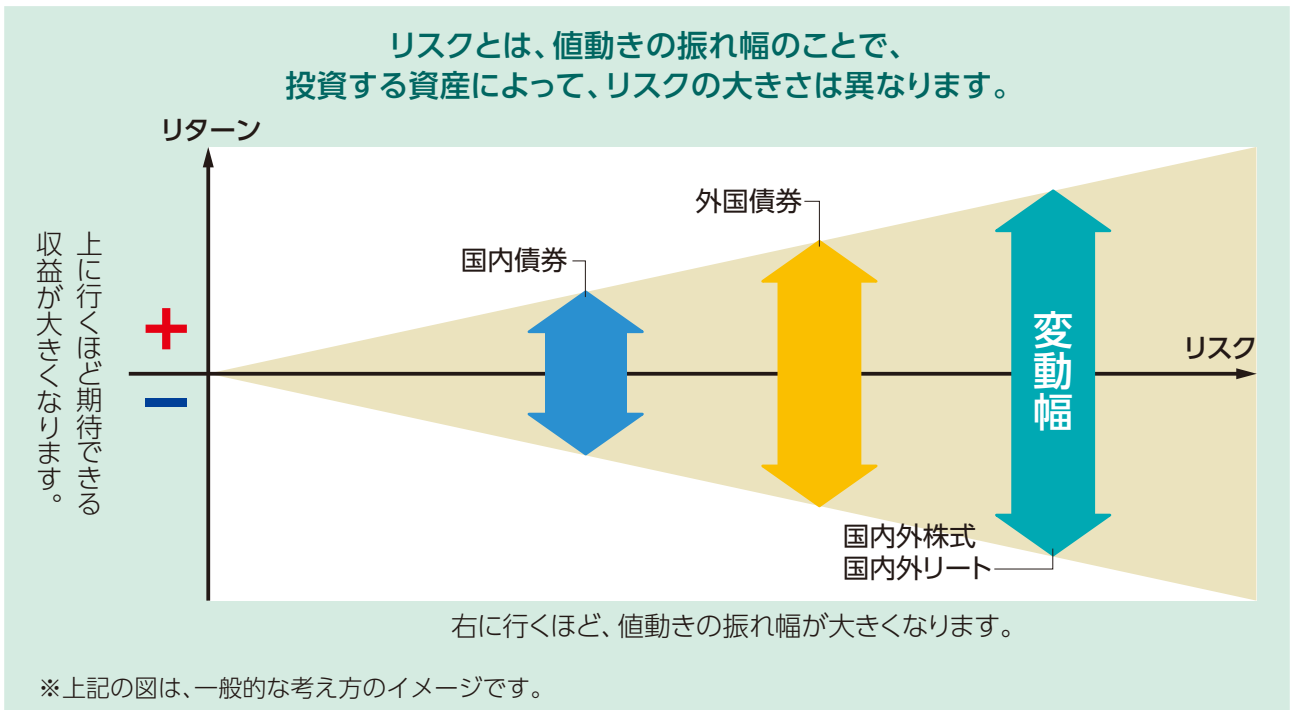 リスクとは、値動きの振れ幅のことで、
投資する資産によって、リスクの大きさは異なります。
リターン
上に行くほど期待できる
収益が大きくなります。
+
−
国内債券
外国債券
変動幅
リスク
国内外株式
国内外リート
右に行くほど、値動きの振れ幅が大きくなります。
※上記の図は、一般的な考え方のイメージです。